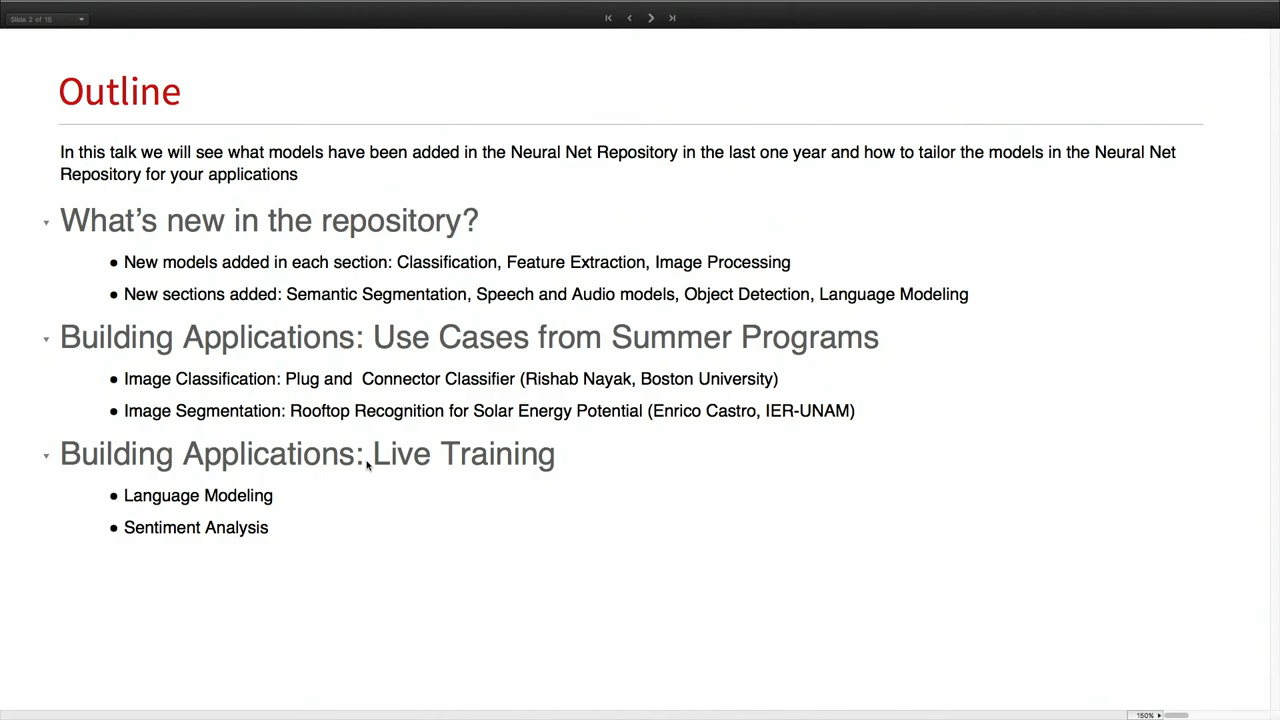 Slide 2 of 15
Outline
In this talk we will see what models have been added in the Neural Net Repository in the last one year and how to tailor the models in the Neural Net
Repository for your applications
What's new in the repository?
● New models added in each section: Classification, Feature Extraction, Image Processing
● New sections added: Semantic Segmentation, Speech and Audio models, Object Detection, Language Modeling
Building Applications: Use Cases from Summer Programs
● Image Classification: Plug and  Connector Classifier (Rishab Nayak, Boston University)
● Image Segmentation: Rooftop Recognition for Solar Energy Potential (Enrico Castro, IER-UNAM)
Building Applications: Live Training
● Language Modeling
● Sentiment Analysis
150%